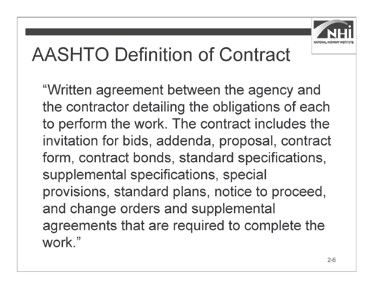 NHI
NATIONAL HIGHWAY INSTITUTE
AASHTO Definition of Contract
“Written agreement between the agency and
the contractor detailing the obligations of each
to perform the work. The contract includes the
invitation for bids, addenda, proposal, contract
form, contract bonds, standard specifications,
supplemental specifications, special
provisions, standard plans, notice to proceed,
and change orders and supplemental
agreements that are required to complete the
work.”
2-6